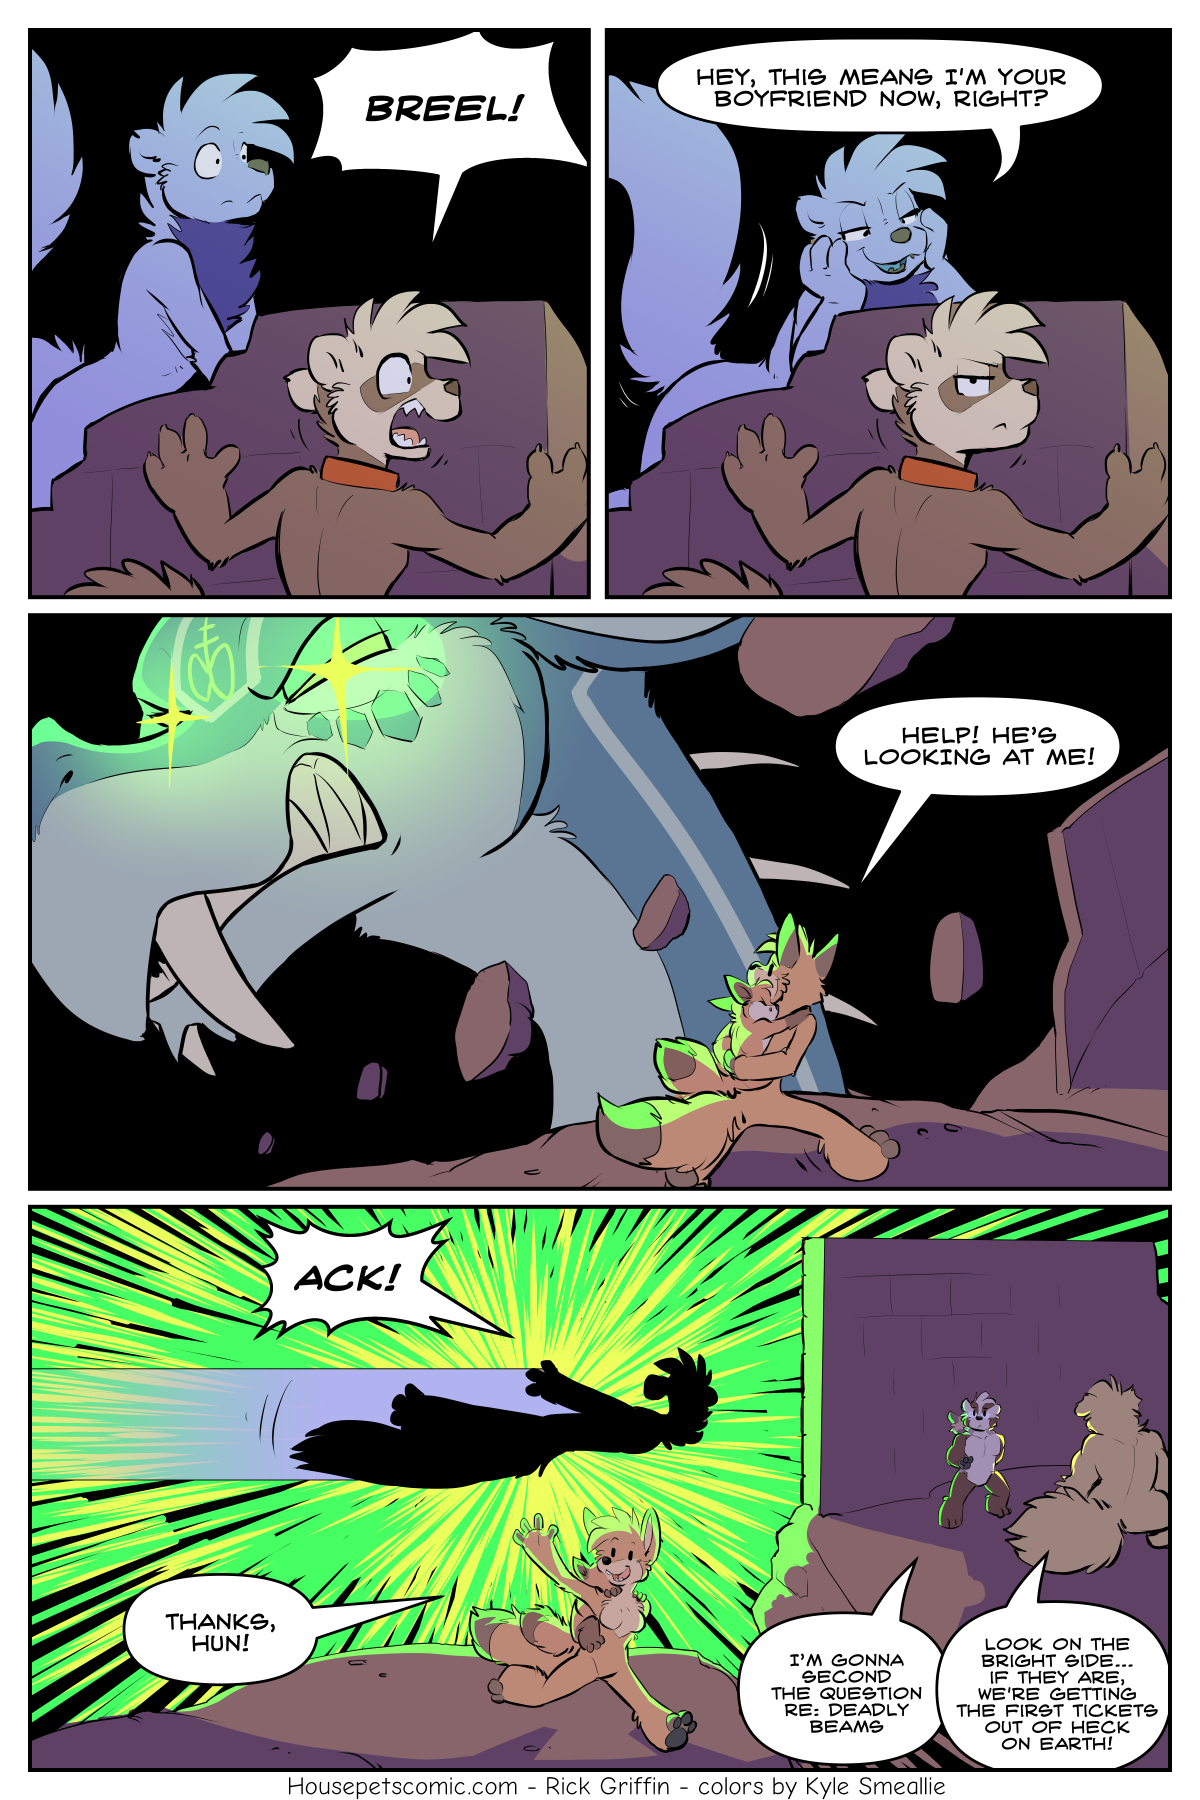 BREEL!
HEY, THIS MEANS I'M YOUR
BOYFRIEND NOW, RIGHT?
HELP! HE'S
LOOKING AT ME!
ACK!
THANKS,
HUN!
I'M GONNA
SECOND
THE QUESTION
RE: DEADLY
BEAMS
LOOK ON THE
BRIGHT SIDE...
IF THEY ARE,
WE'RE GETTING
THE FIRST TICKETS
OUT OF HECK
ON EARTH!
Housepetscomic.com - Rick Griffin - colors by Kyle Smeallie